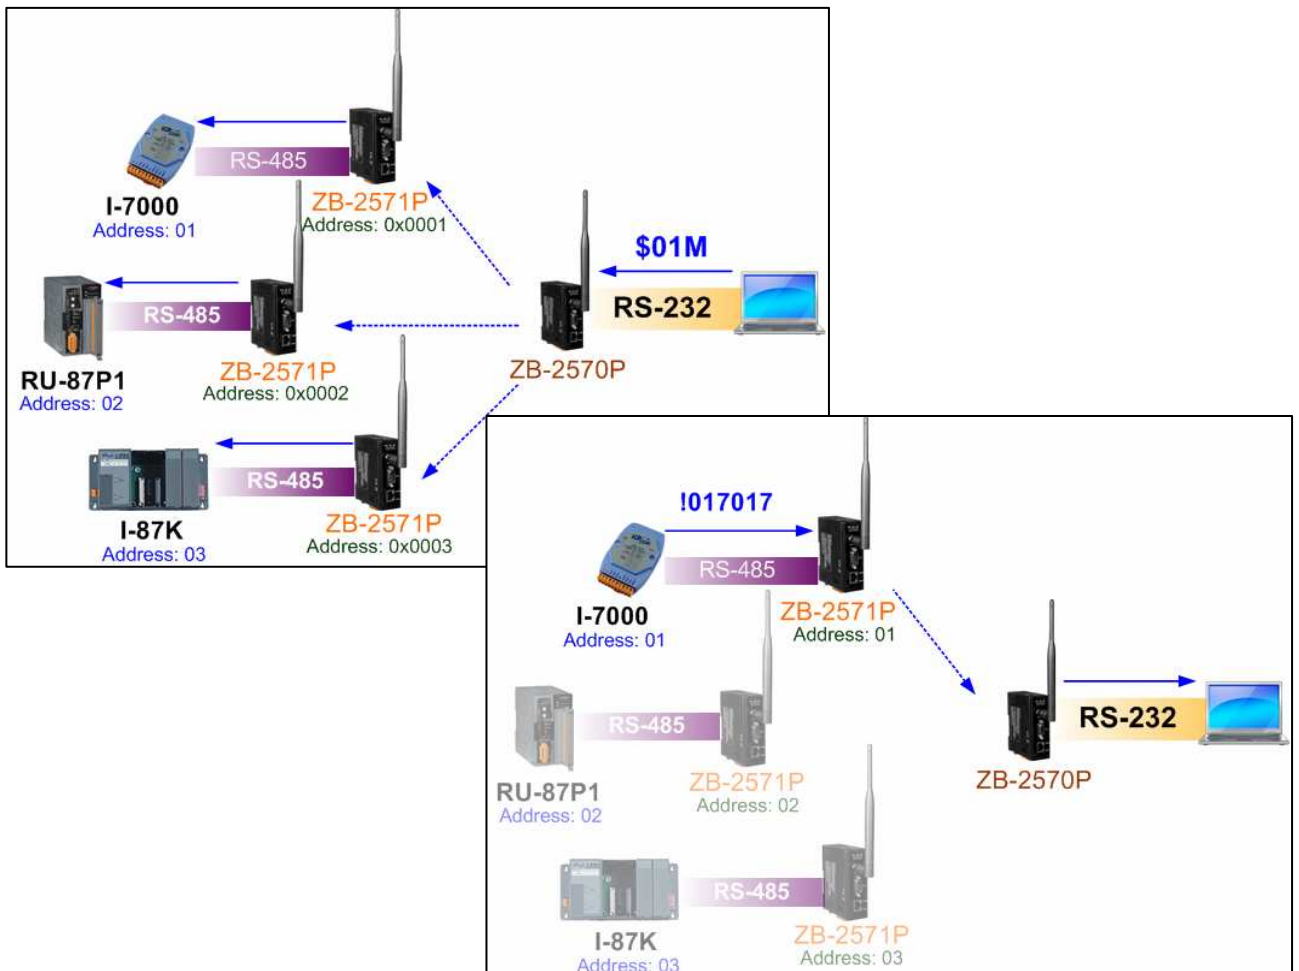 RS-485
I-7000
Address: 01
ZB-2571P
Address: 0x0001
$01M
RS-232
RS-485
RU-87P1
Address: 02
ZB-2571P
Address: 0x0002
ZB-2570P
RS-485
I-87K
Address: 03
ZB-2571P
Address: 0x0003
!017017
RS-485
I-7000
Address: 01
ZB-2571P
Address: 01
RS-232
ZB-2570P
RS-485
RU-87P1
Address: 02
ZB-2571P
Address: 02
RS-485
I-87K
Address: 03
ZB-2571P
Address: 03